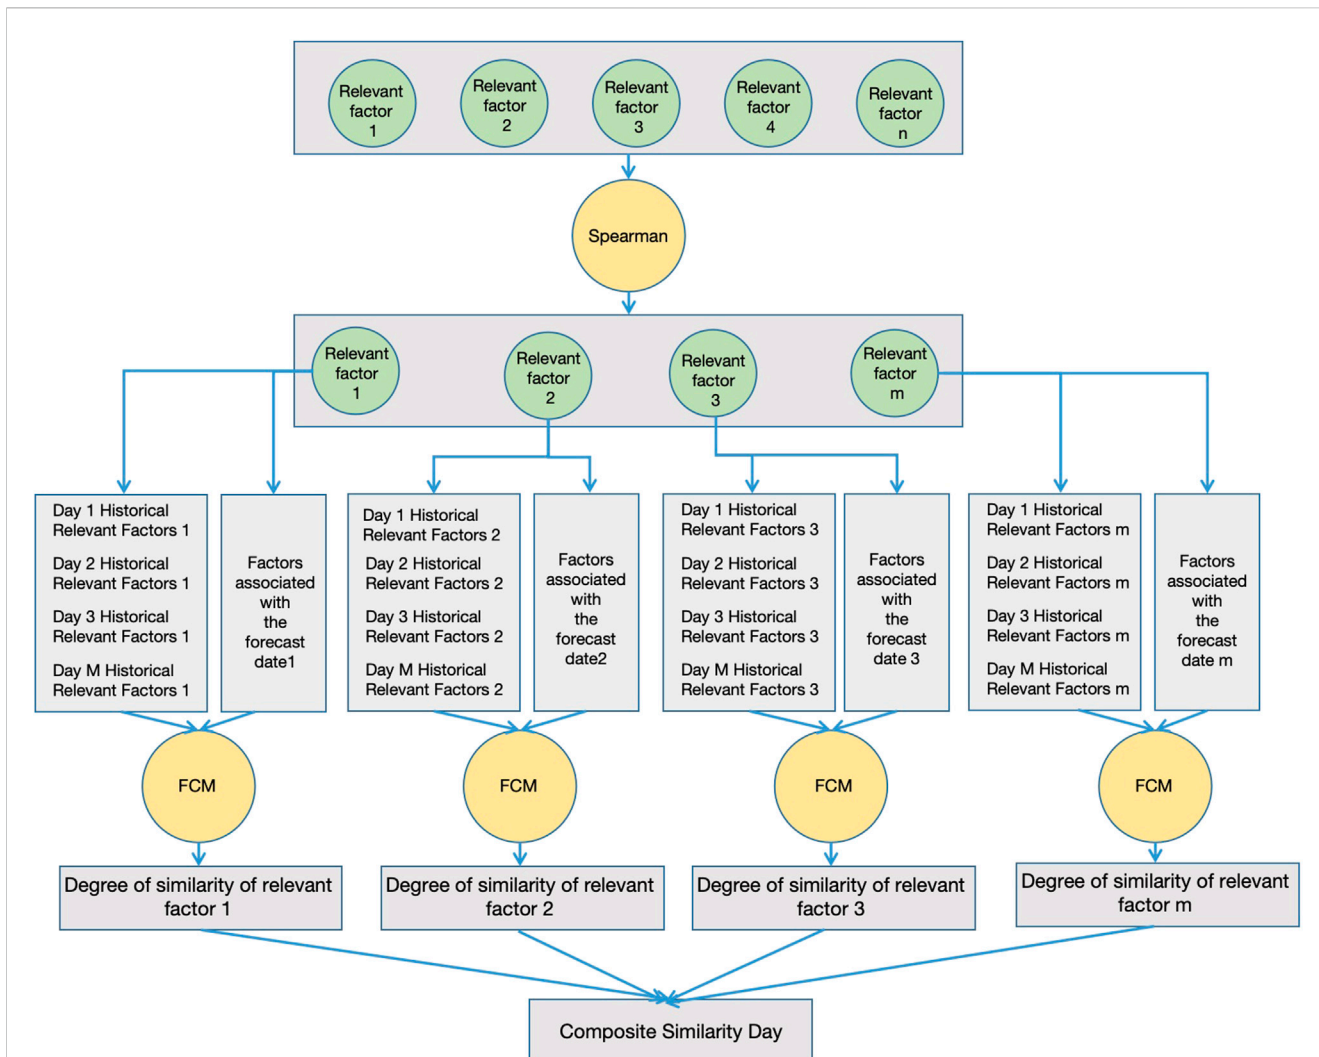 Relevant
factor
1
Relevant
factor
2
Relevant
factor
3
Relevant
factor
4
Relevant
factor
n
Spearman
Relevant
factor
1
Relevant
factor
2
Relevant
factor
3
Relevant
factor
m
Day 1 Historical
Relevant Factors 1
Day 2 Historical
Relevant Factors 1
Day 3 Historical
Relevant Factors 1
Day M Historical
Relevant Factors 1
Factors
associated
with
the
forecast
date1
Day 1 Historical
Relevant Factors 2
Day 2 Historical
Relevant Factors 2
Day 3 Historical
Relevant Factors 2
Day M Historical
Relevant Factors 2
Factors
associated
with
the
forecast
date2
Day 1 Historical
Relevant Factors 3
Day 2 Historical
Relevant Factors 3
Day 3 Historical
Relevant Factors 3
Day M Historical
Relevant Factors 3
Factors
associated
with
the
forecast
date 3
Day 1 Historical
Relevant Factors m
Day 2 Historical
Relevant Factors m
Day 3 Historical
Relevant Factors m
Day M Historical
Relevant Factors m
Factors
associated
with
the
forecast
date m
FCM
FCM
FCM
FCM
Degree of similarity of relevant
factor 1
Degree of similarity of relevant
factor 2
Degree of similarity of relevant
factor 3
Degree of similarity of relevant
factor m
Composite Similarity Day